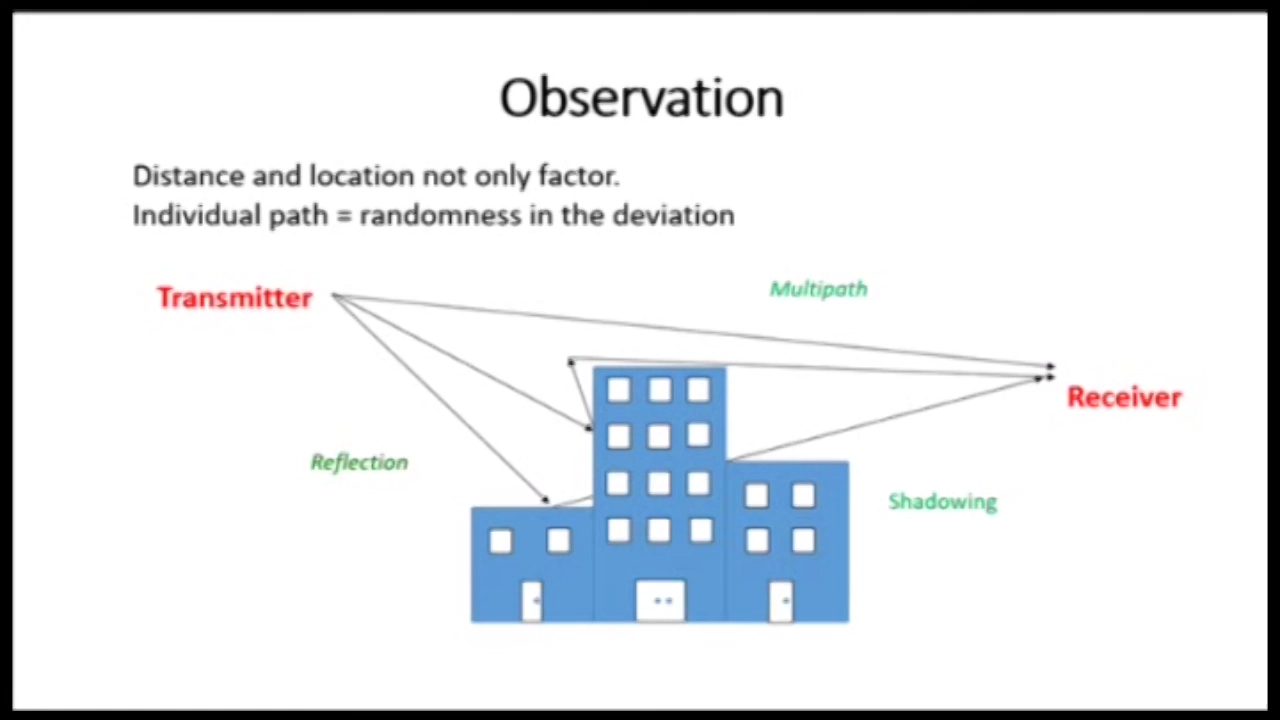 Observation
Distance and location not only factor.
Individual path = randomness in the deviation
Multipath
Transmitter
Receiver
Reflection
Shadowing